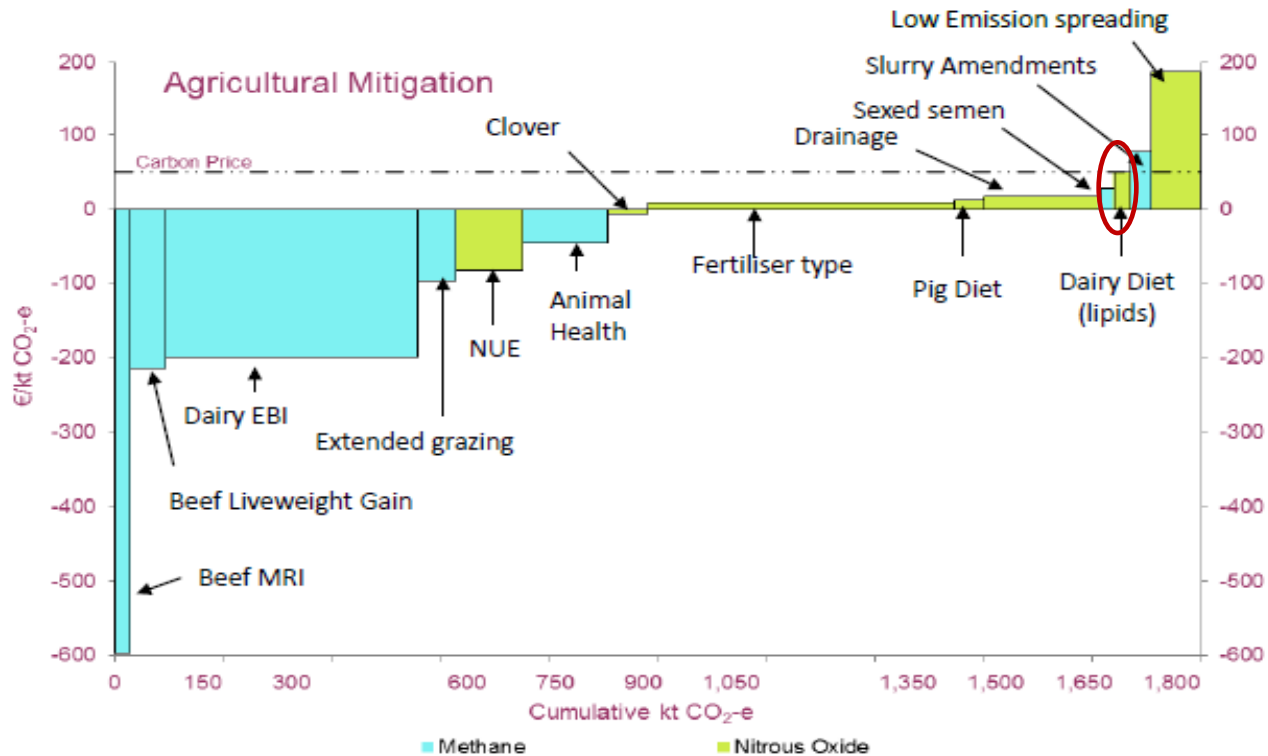 Low Emission spreading
200
200
Agricultural Mitigation
Slurry Amendments
Clover
Sexed semen
100
100
Drainage
Carbon Price
0
0
Fertiliser type
-100
-100
Animal
Health
Pig Diet
Dairy Diet
(lipids)
NUE
€/kt CO₂-e
-200
-200
Dairy EBI
Extended grazing
-300
-300
Beef Liveweight Gain
-400
-400
-500
-500
Beef MRI
-600
-600
0 150 300 600 750 900 1,050 1,350 1,500 1,650 1,800
Cumulative kt CO₂-e
Methane
Nitrous Oxide